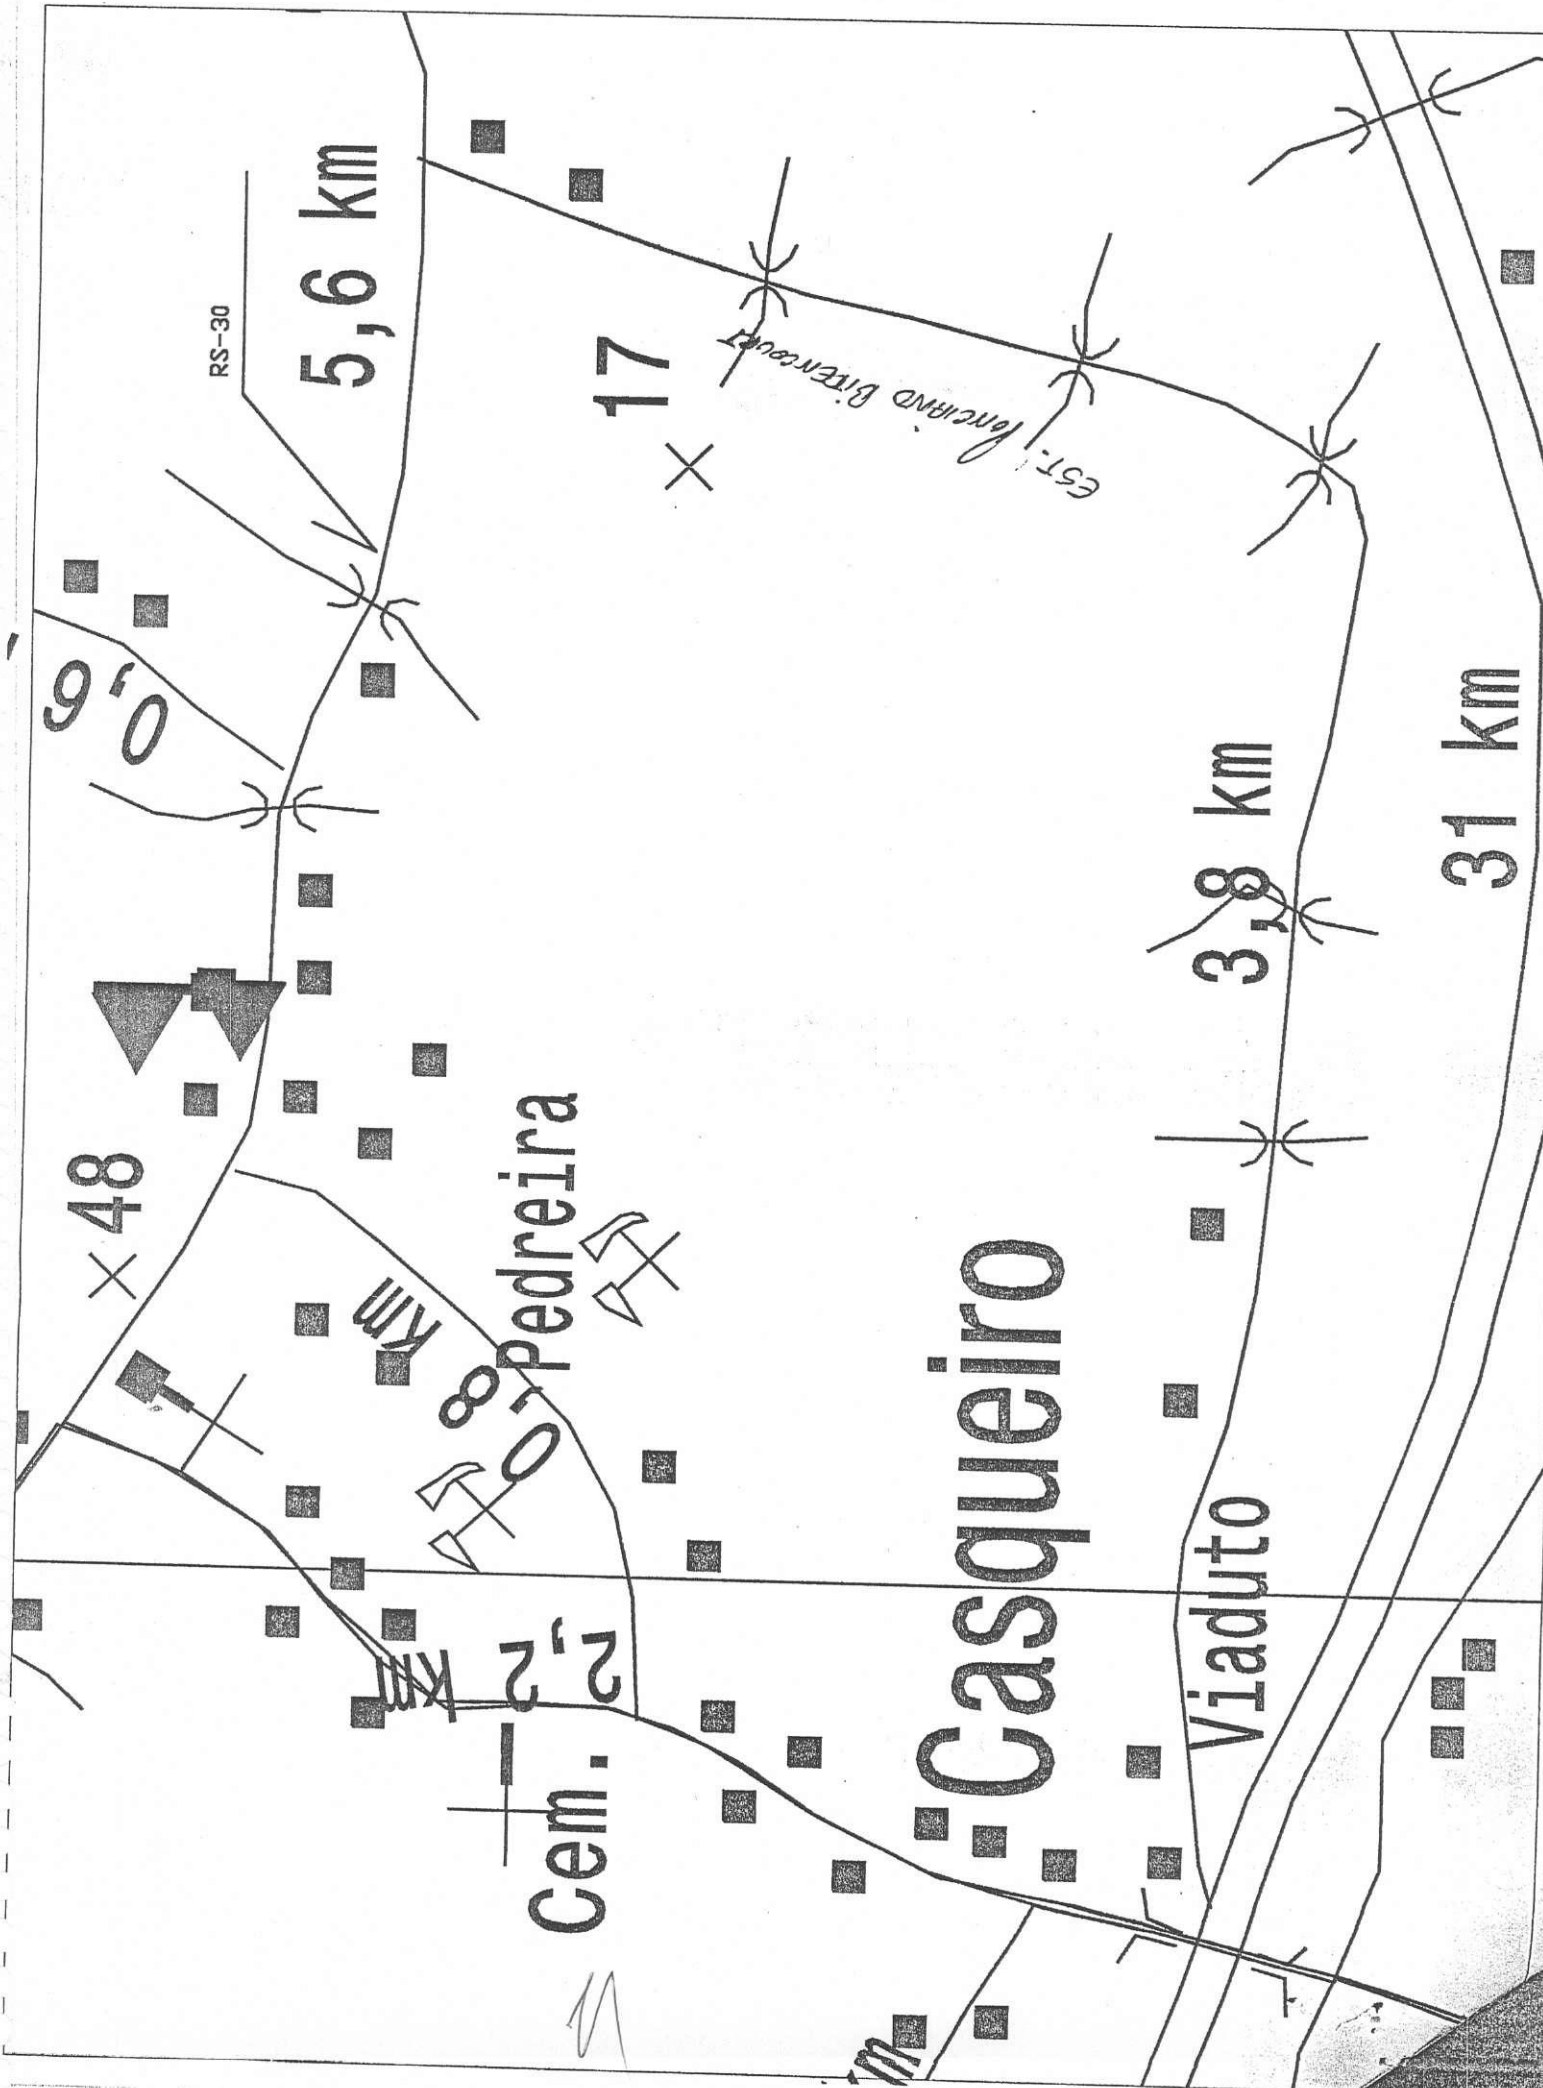 RS-30
5,6 km
17
EST. Ponciano Bitencourt
0,6
48
Pedreira
0,8 km
2,2 km
Cem.
Casqueiro
3,8 km
31 km
Viaduto
m